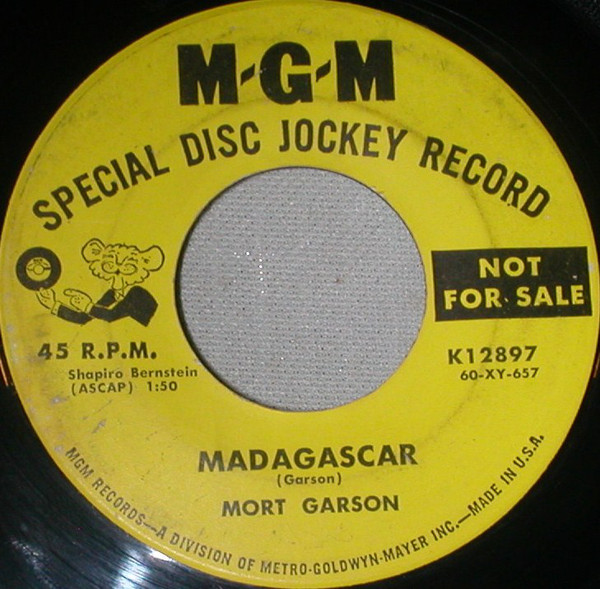 M-G-M
SPECIAL DISC JOCKEY RECORD
NOT
FOR SALE
45 R.P.M.
Shapiro Bernstein
(ASCAP) 1:50
K12897
60-XY-657
MADAGASCAR
(Garson)
MORT GARSON
MGM RECORDS—A DIVISION OF METRO-GOLDWYN-MAYER INC.—MADE IN U.S.A.